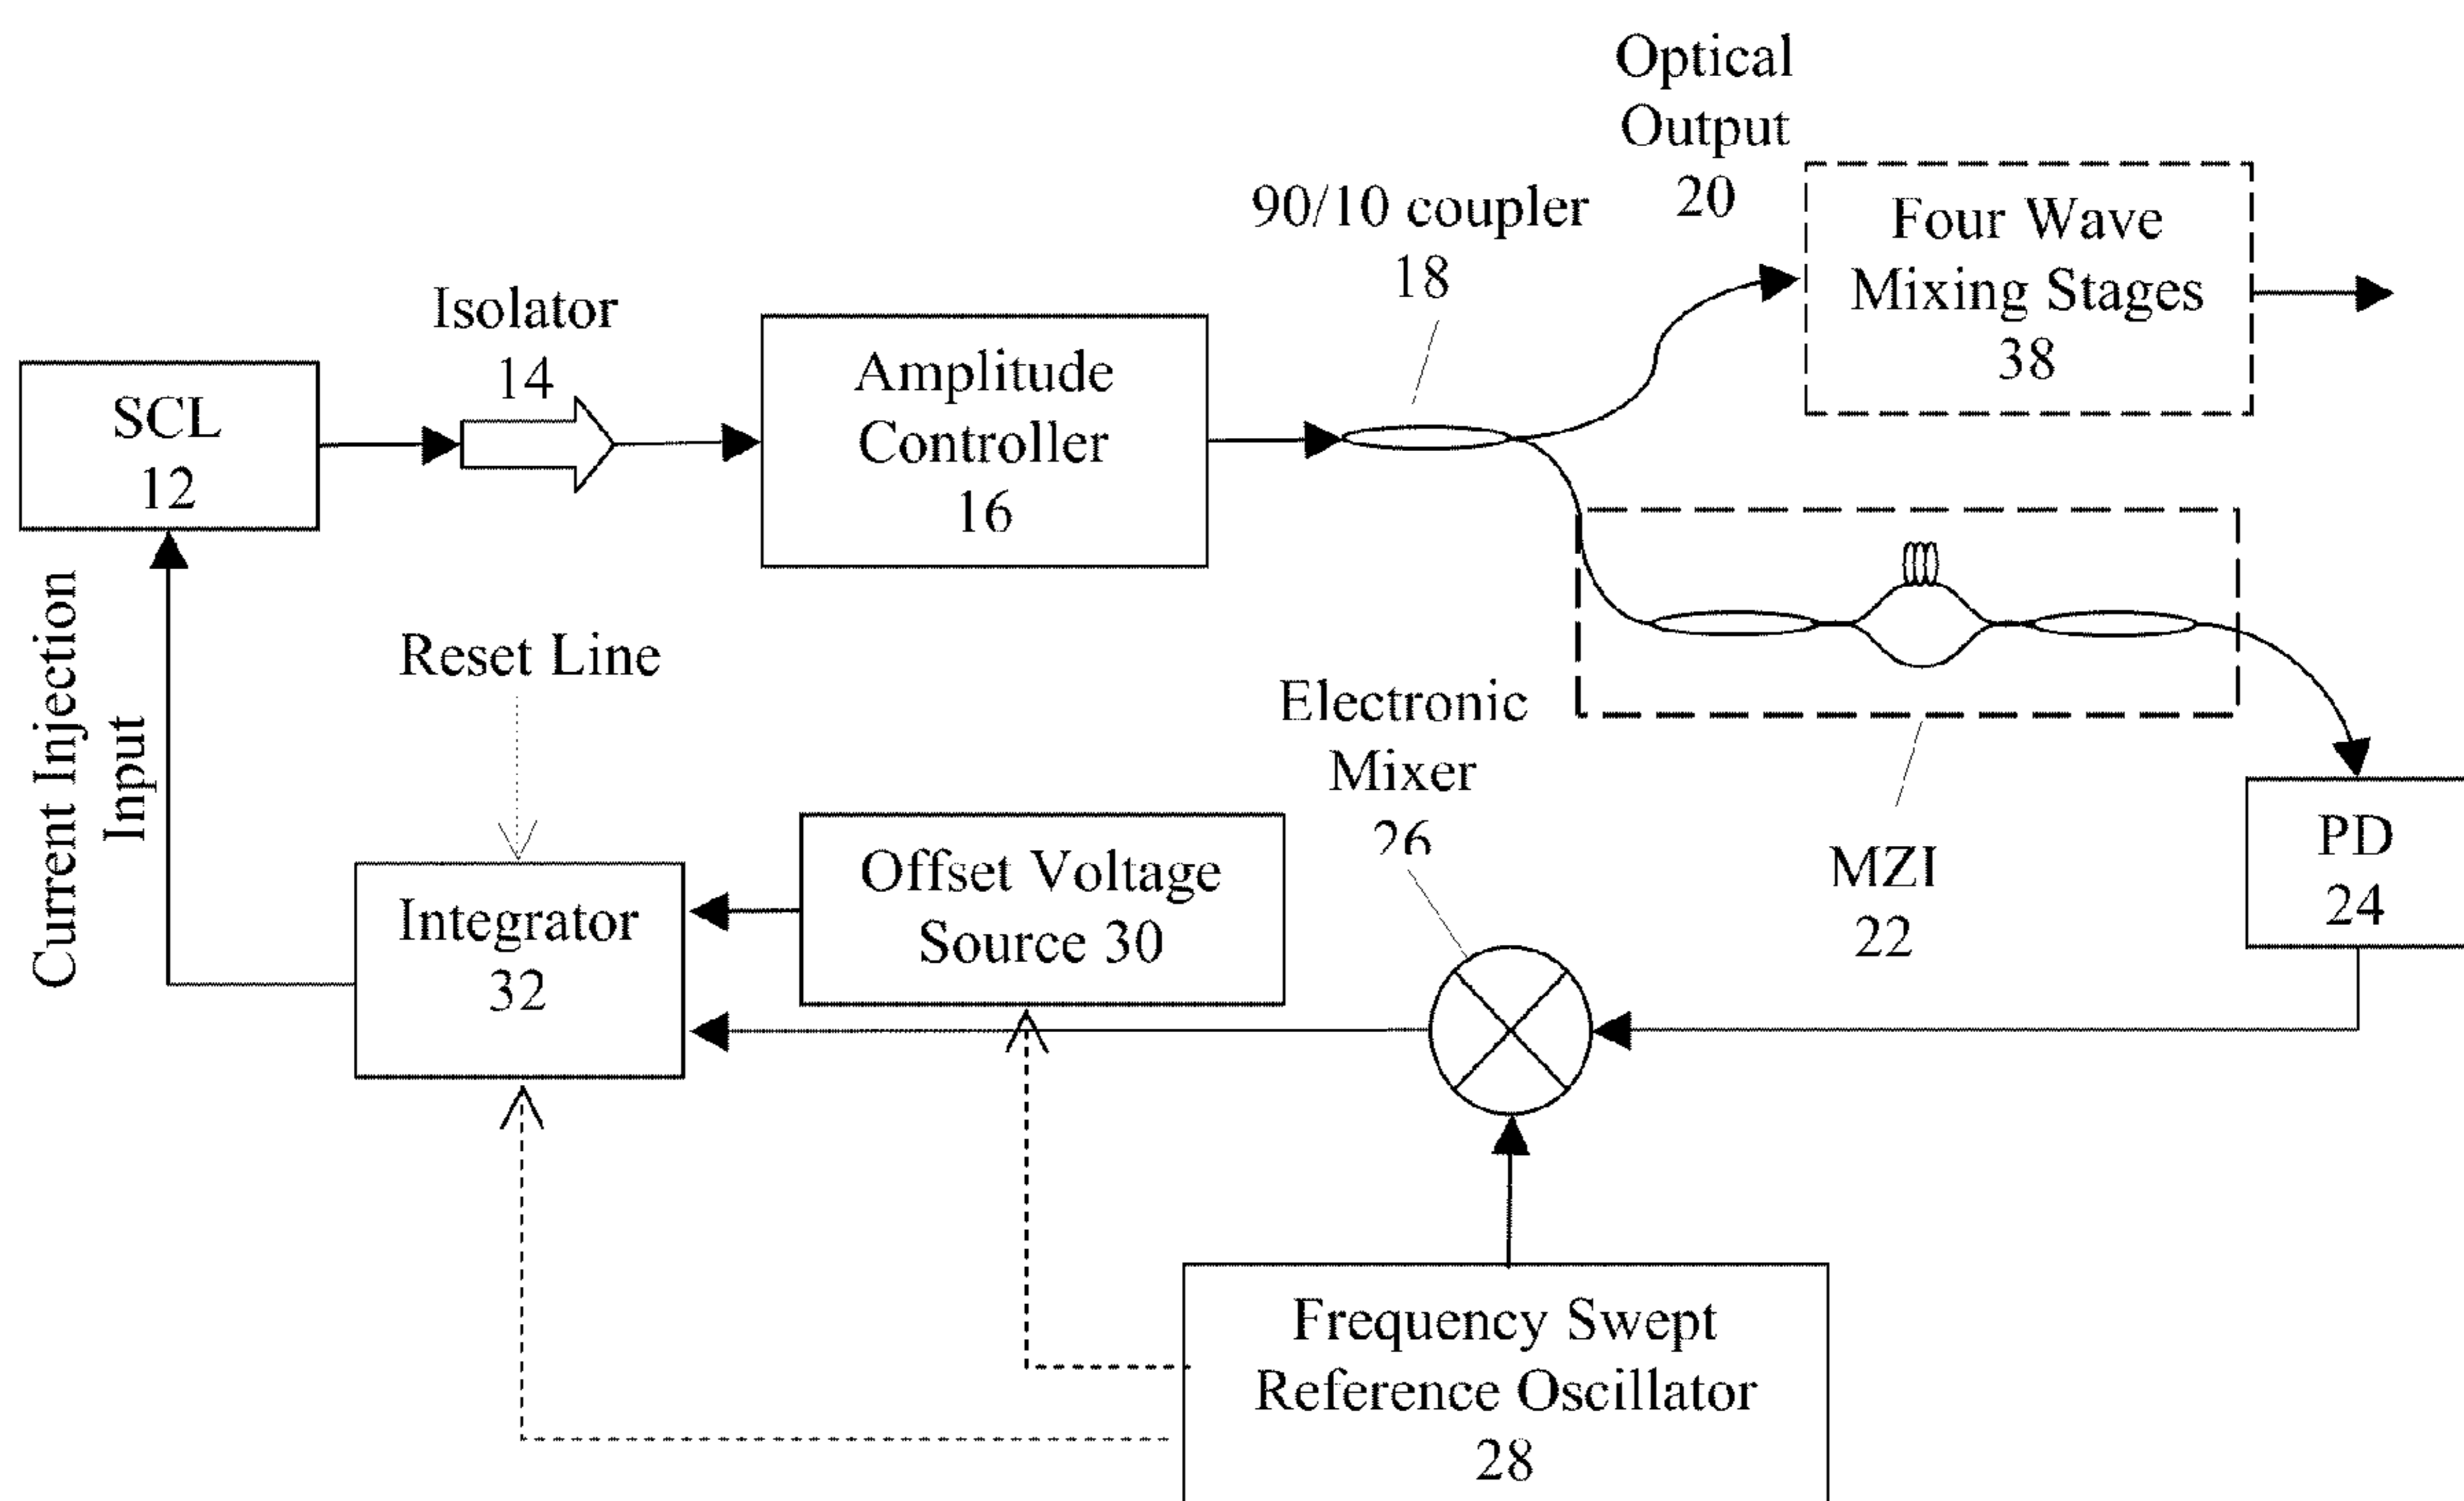 Optical
Output
20
90/10 coupler
18
Four Wave
Mixing Stages
38
Isolator
14
SCL
12
Amplitude
Controller
16
Current Injection
Input
Reset Line
Electronic
Mixer
26
MZI
22
PD
24
Integrator
32
Offset Voltage
Source 30
Frequency Swept
Reference Oscillator
28